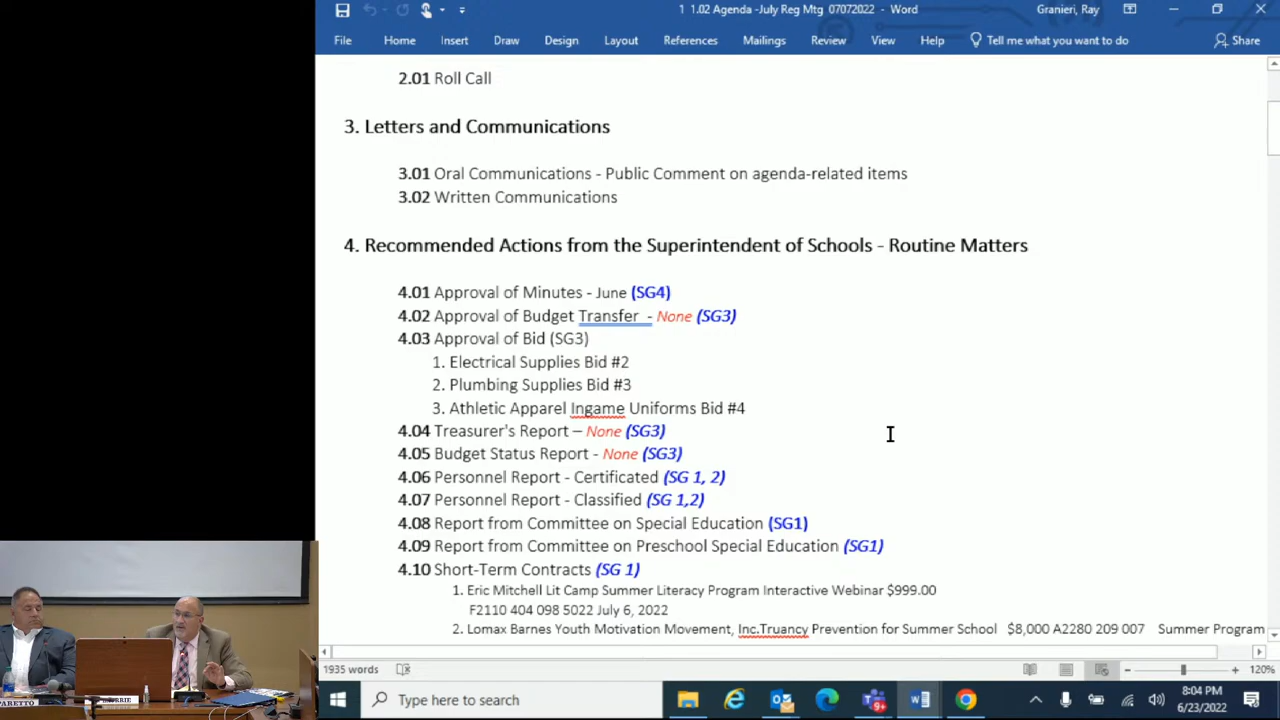 1 1.02 Agenda -July Reg Mtg 07072022 - Word
Granieri, Ray
File Home Insert Draw Design Layout References Mailings Review View Help Tell me what you want to do Share
2.01 Roll Call
3. Letters and Communications
3.01 Oral Communications - Public Comment on agenda-related items
3.02 Written Communications
4. Recommended Actions from the Superintendent of Schools - Routine Matters
4.01 Approval of Minutes - June (SG4)
4.02 Approval of Budget Transfer - None (SG3)
4.03 Approval of Bid (SG3)
1. Electrical Supplies Bid #2
2. Plumbing Supplies Bid #3
3. Athletic Apparel Ingame Uniforms Bid #4
4.04 Treasurer's Report – None (SG3)
4.05 Budget Status Report - None (SG3)
4.06 Personnel Report - Certificated (SG 1, 2)
4.07 Personnel Report - Classified (SG 1,2)
4.08 Report from Committee on Special Education (SG1)
4.09 Report from Committee on Preschool Special Education (SG1)
4.10 Short-Term Contracts (SG 1)
1. Eric Mitchell Lit Camp Summer Literacy Program Interactive Webinar $999.00
F2110 404 098 5022 July 6, 2022
2. Lomax Barnes Youth Motivation Movement, Inc.Truancy Prevention for Summer School $8,000 A2280 209 007 Summer Program
1935 words
120%
Type here to search
8:04 PM
6/23/2022